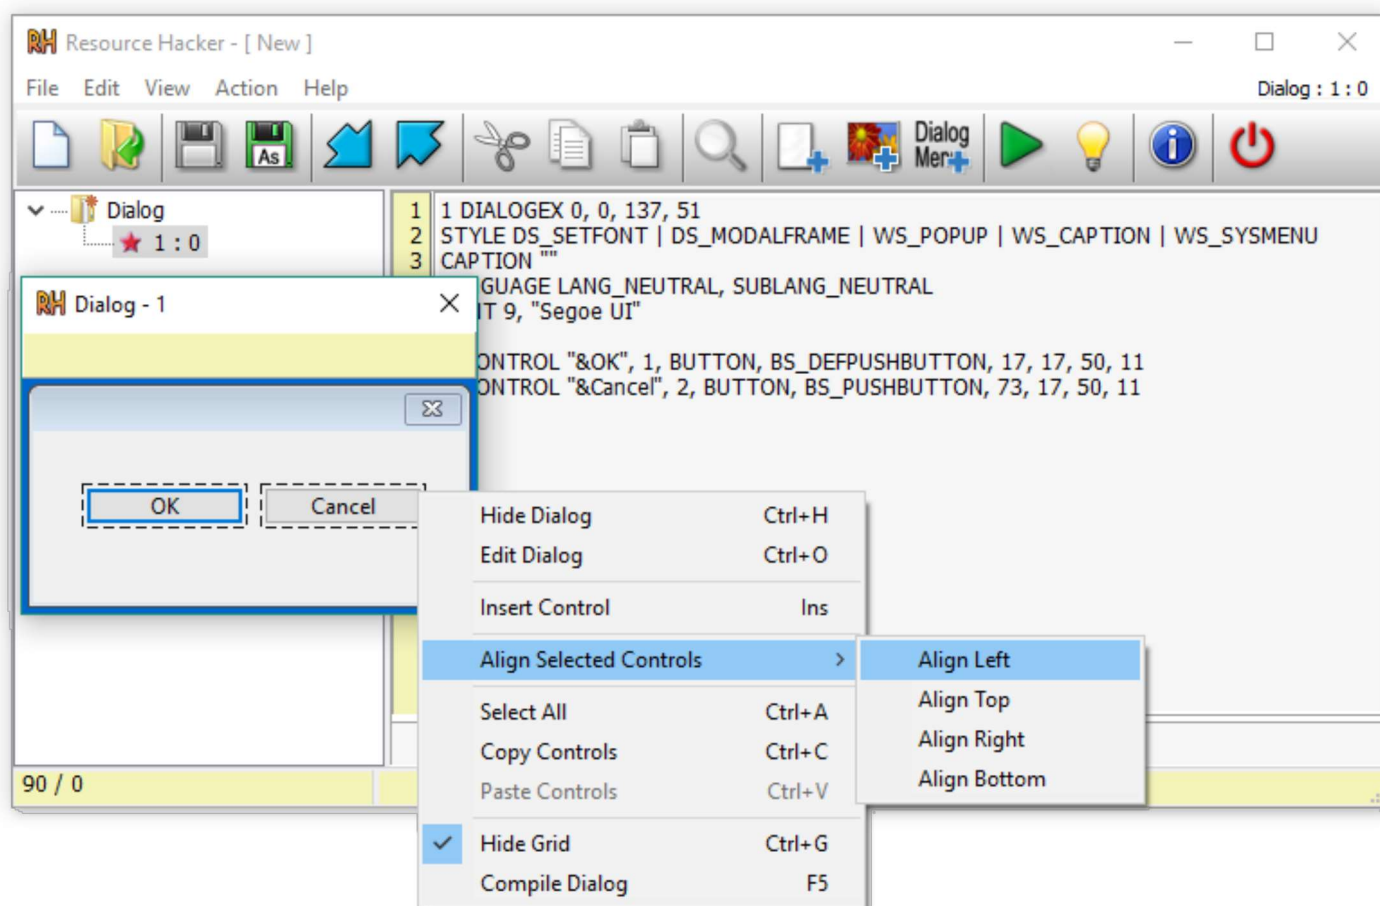 RH Resource Hacker - [ New ]
File Edit View Action Help Dialog : 1 : 0
As Dialog
Dialog
1 : 0
1 1 DIALOGEX 0, 0, 137, 51
2 STYLE DS_SETFONT | DS_MODALFRAME | WS_POPUP | WS_CAPTION | WS_SYSMENU
3 CAPTION ""
GUAGE LANG_NEUTRAL, SUBLANG_NEUTRAL
T 9, "Segoe UI"
ONTROL "&OK", 1, BUTTON, BS_DEFPUSHBUTTON, 17, 17, 50, 11
ONTROL "&Cancel", 2, BUTTON, BS_PUSHBUTTON, 73, 17, 50, 11
RH Dialog - 1
OK Cancel
Hide Dialog Ctrl+H
Edit Dialog Ctrl+O
Insert Control Ins
Align Selected Controls
Select All Ctrl+A
Copy Controls Ctrl+C
Paste Controls Ctrl+V
Hide Grid Ctrl+G
Compile Dialog F5
Align Left
Align Top
Align Right
Align Bottom
90 / 0